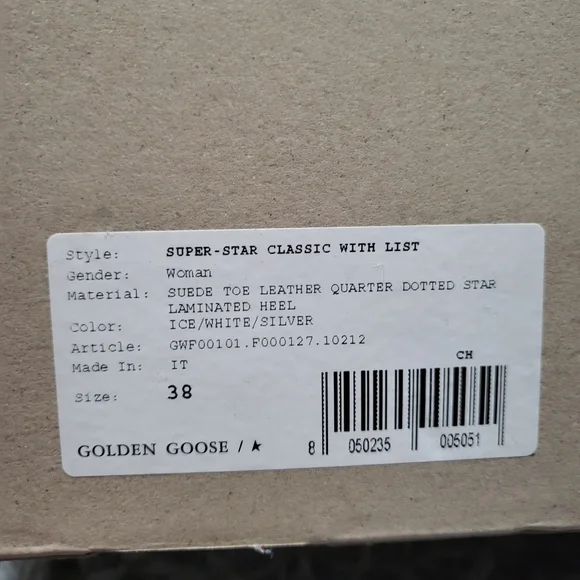 Style: SUPER-STAR CLASSIC WITH LIST
Gender: Woman
Material: SUEDE TOE LEATHER QUARTER DOTTED STAR
LAMINATED HEEL
Color: ICE/WHITE/SILVER
Article: GWF00101.F000127.10212
Made In: IT
CH
Size: 38
GOLDEN GOOSE / ★
8 050235 005051